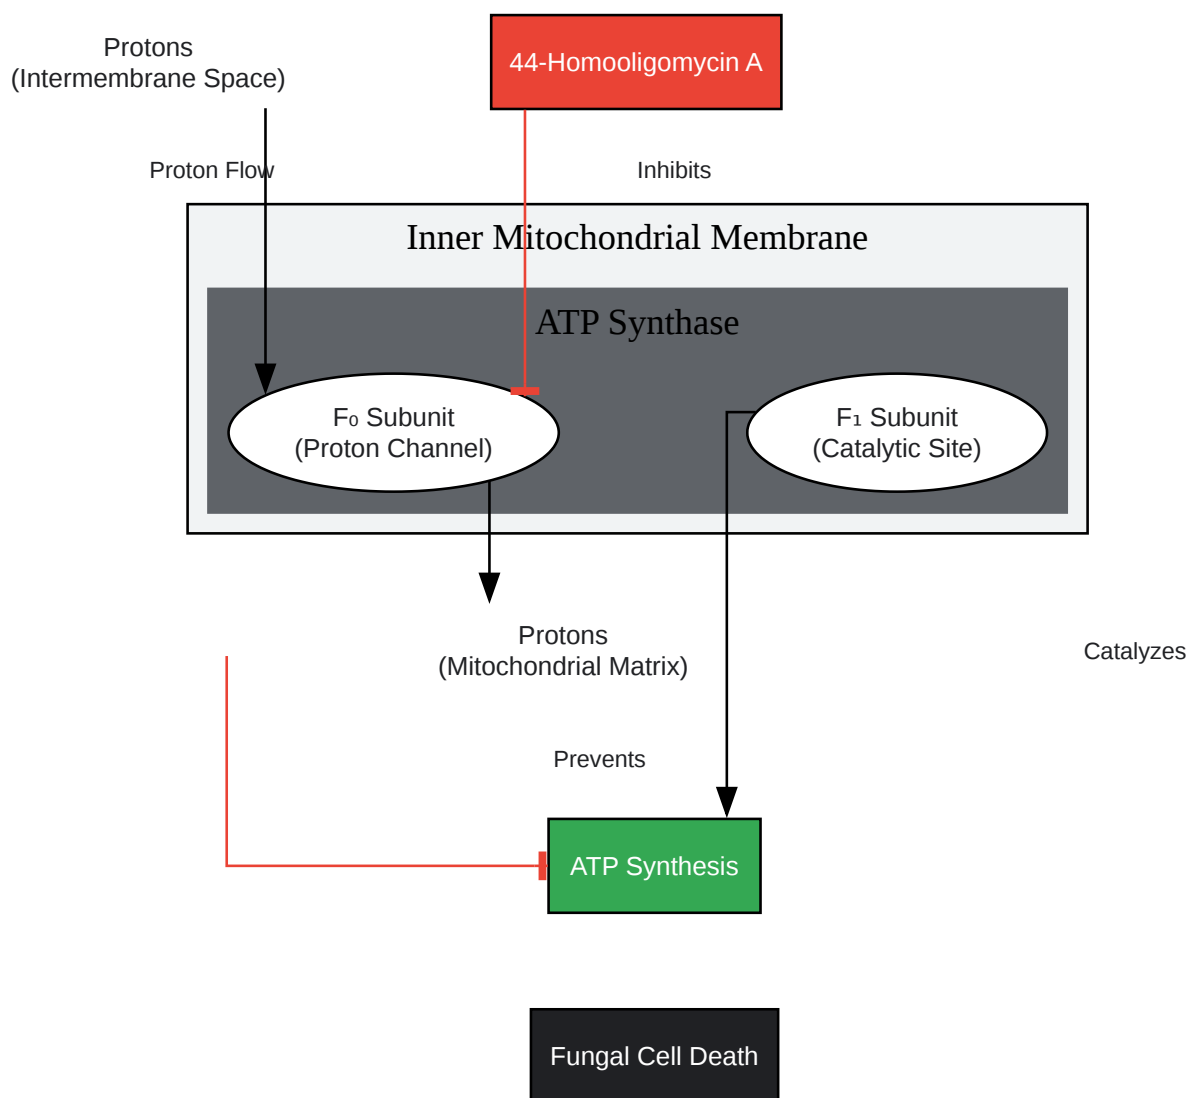 Protons
(Intermembrane Space)
44-Homooligomycin A
Proton Flow
Inhibits
Inner Mitochondrial Membrane
ATP Synthase
F₀ Subunit
(Proton Channel)
F₁ Subunit
(Catalytic Site)
Protons
(Mitochondrial Matrix)
Catalyzes
Prevents
ATP Synthesis
Fungal Cell Death